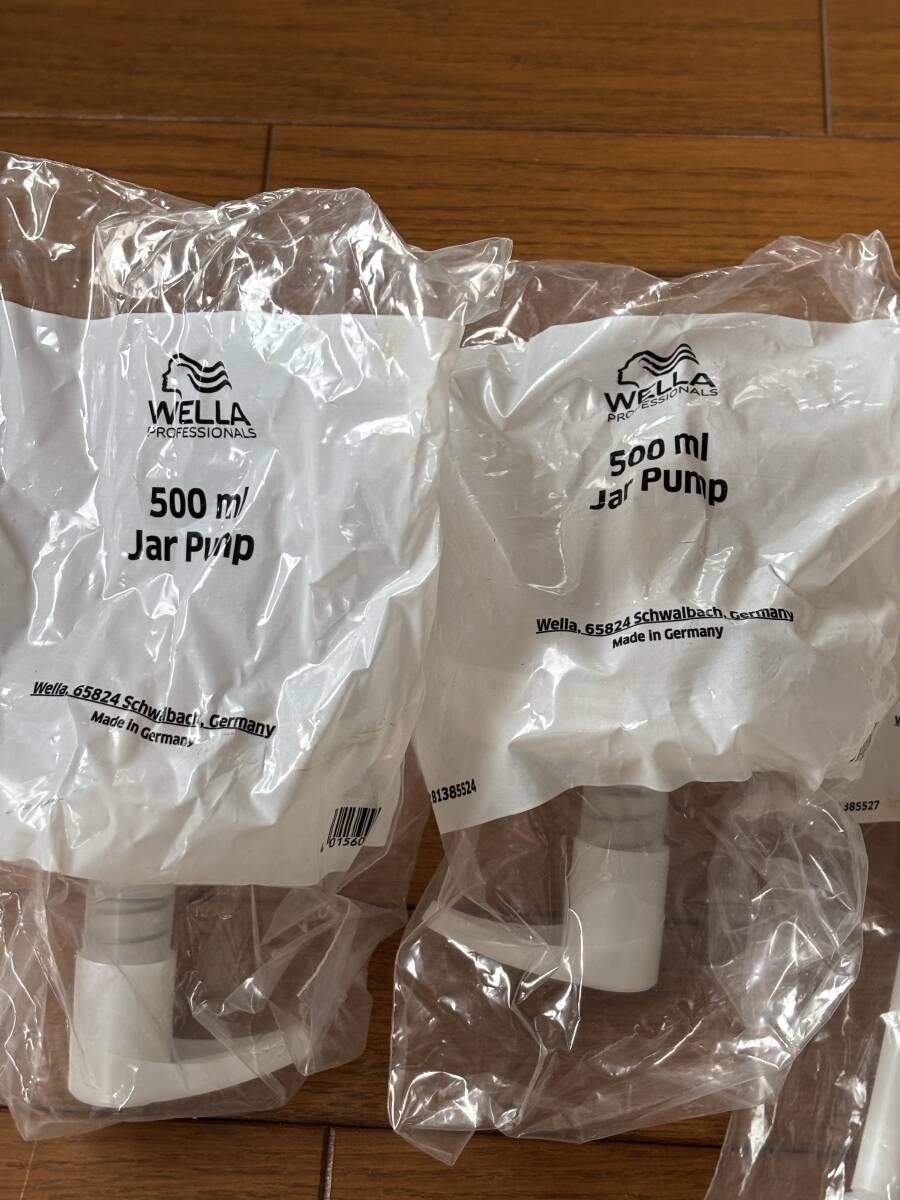 WELLA
PROFESSIONALS
500 ml
Jar Pump
Wella, 65824 Schwalbach, Germany
Made in Germany
01560
WELLA
PROFESSIONALS
500 ml
Jar Pump
Wella, 65824 Schwalbach, Germany
Made in Germany
81385524
385527